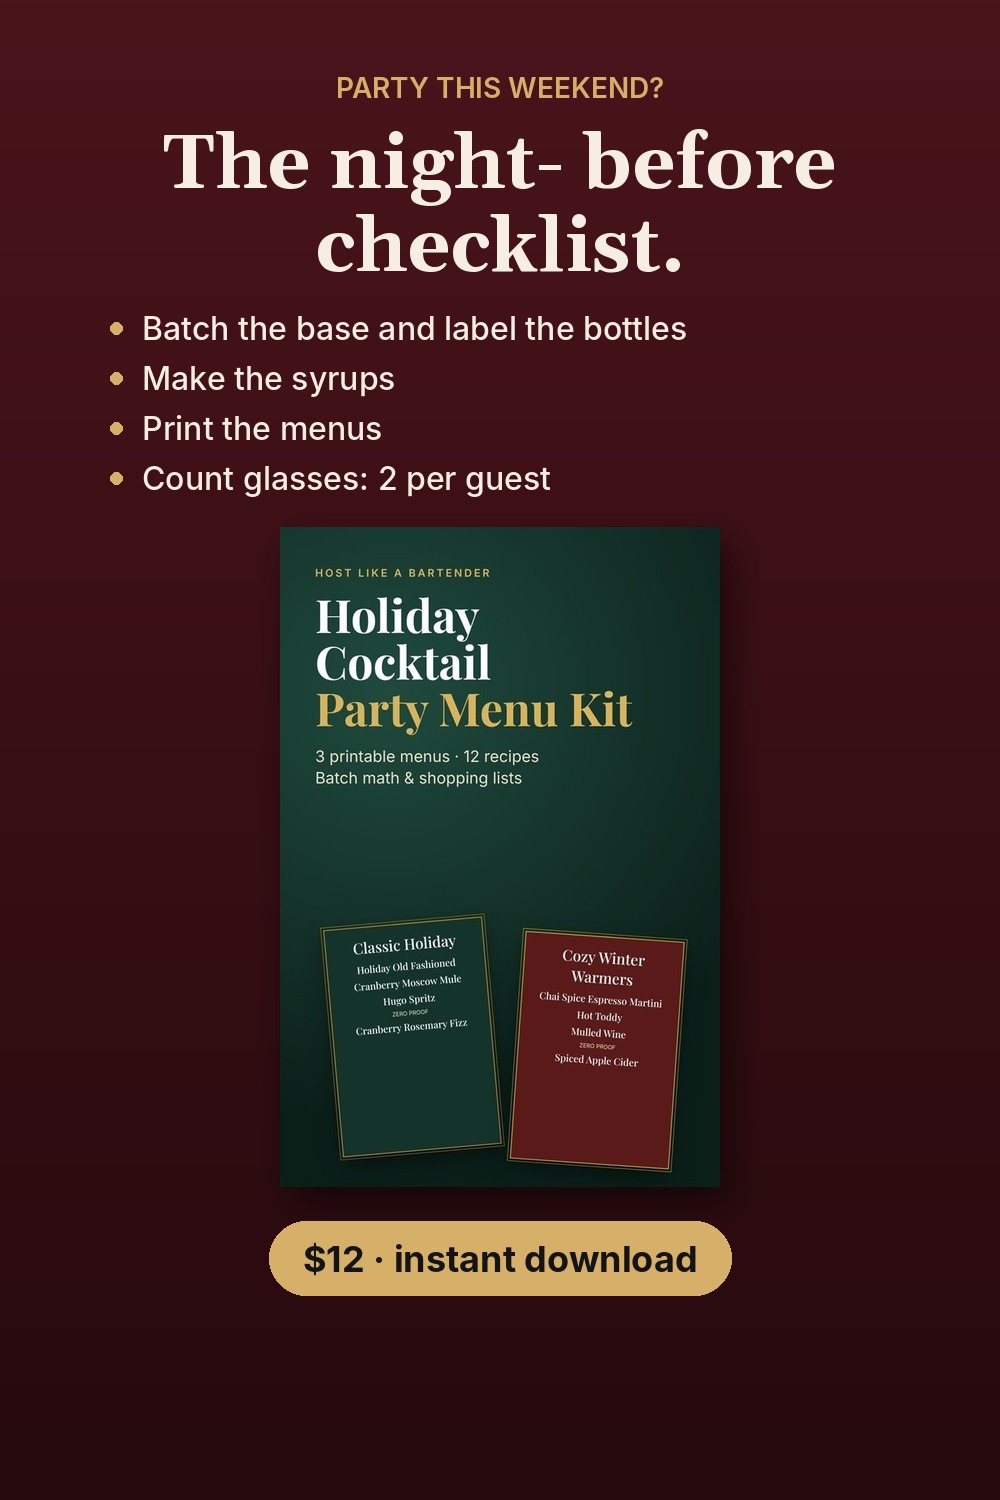 PARTY THIS WEEKEND?
The night- before
checklist.
Batch the base and label the bottles
Make the syrups
Print the menus
Count glasses: 2 per guest
HOST LIKE A BARTENDER
Holiday
Cocktail
Party Menu Kit
3 printable menus · 12 recipes
Batch math & shopping lists
Classic Holiday
Holiday Old Fashioned
Cranberry Moscow Mule
Hugo Spritz
ZERO PROOF
Cranberry Rosemary Fizz
Cozy Winter
Warmers
Chai Spice Espresso Martini
Hot Toddy
Mulled Wine
ZERO PROOF
Spiced Apple Cider
$12 · instant download